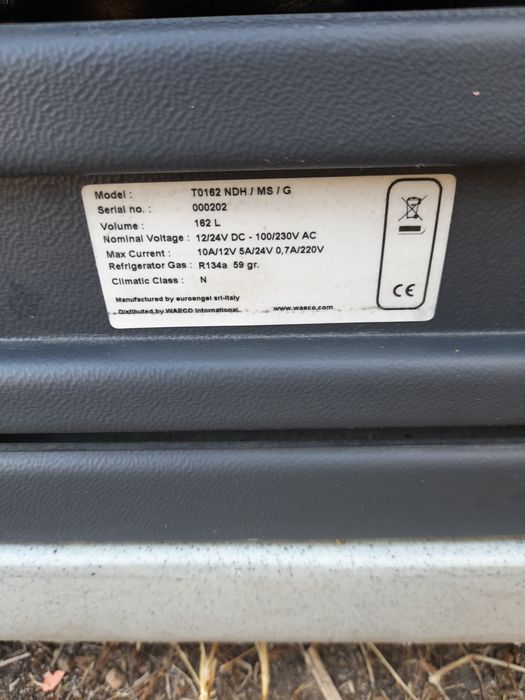 Model : T0162 NDH / MS / G
Serial no. : 000202
Volume : 162 L
Nominal Voltage : 12/24V DC - 100/230V AC
Max Current : 10A/12V 5A/24V 0,7A/220V
Refrigerator Gas : R134a 59 gr.
Climatic Class : N
Manufactured by euroengel srl-Italy
Distributed by WAECO International www.waeco.com
CE